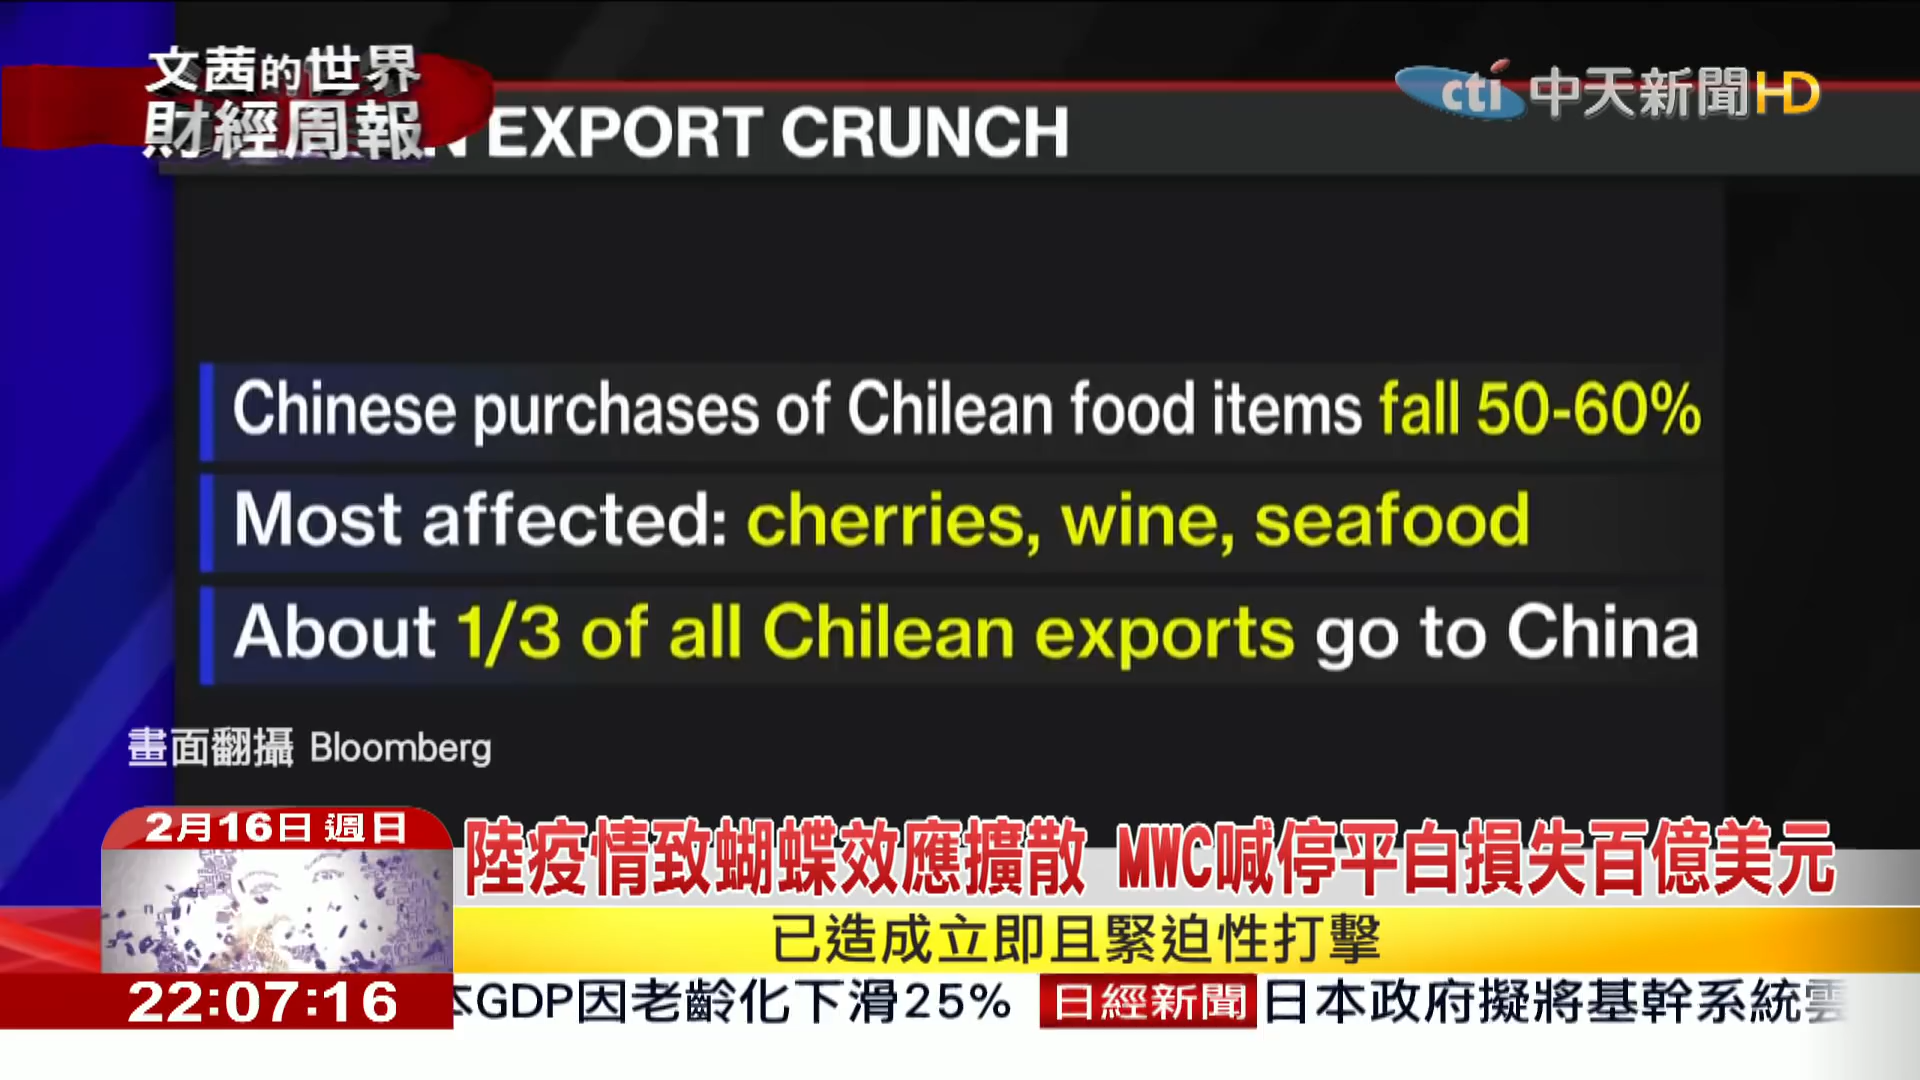 文茜的世界
財經周報
cti 中天新聞HD
N EXPORT CRUNCH
Chinese purchases of Chilean food items fall 50-60%
Most affected: cherries, wine, seafood
About 1/3 of all Chilean exports go to China
畫面翻攝 Bloomberg
2月16日 週日
陸疫情致蝴蝶效應擴散 MWC喊停平白損失百億美元
已造成立即且緊迫性打擊
22:07:16
本GDP因老齡化下滑25% 日經新聞 日本政府擬將基幹系統雲